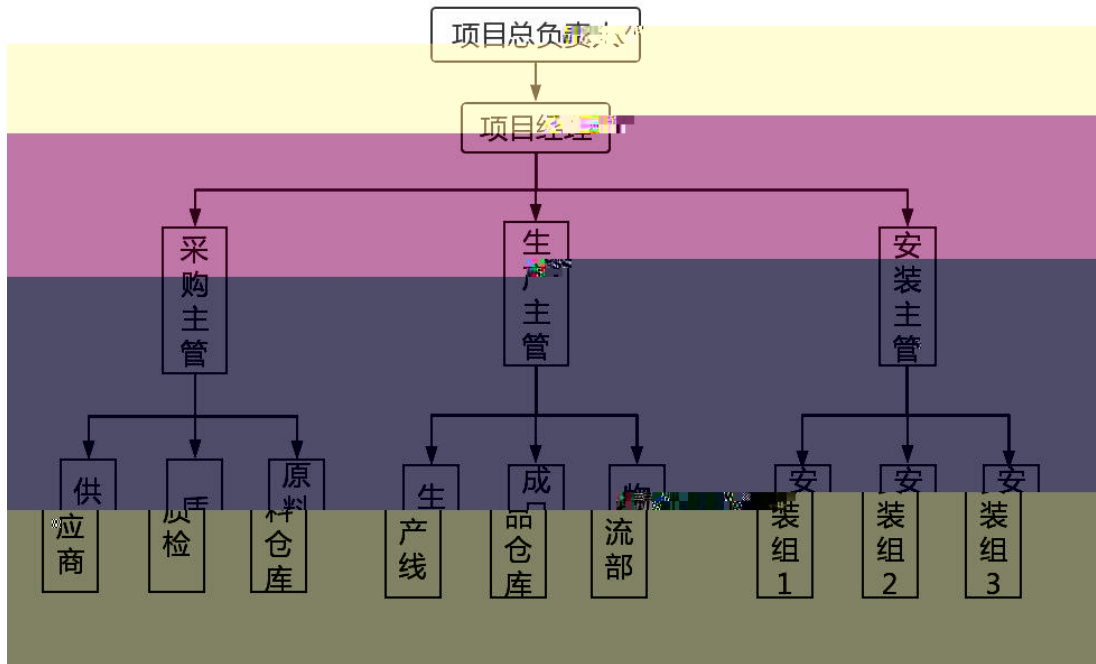 项目总负责人
项目经理
采购主管
生产主管
安装主管
供应商
质检
原料仓库
生产线
成品仓库
物流部
安装组1
安装组2
安装组3